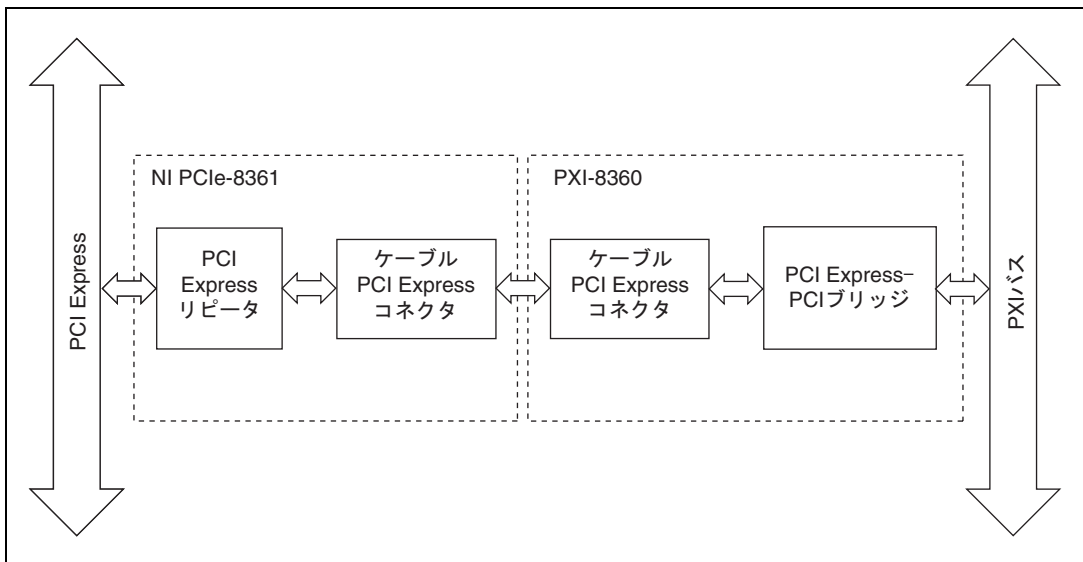 PCI Express
NI PCIe-8361
PCI
Express
リピータ
ケーブル
PCI Express
コネクタ
PXI-8360
ケーブル
PCI Express
コネクタ
PCI Express–
PCIブリッジ
PXIバス